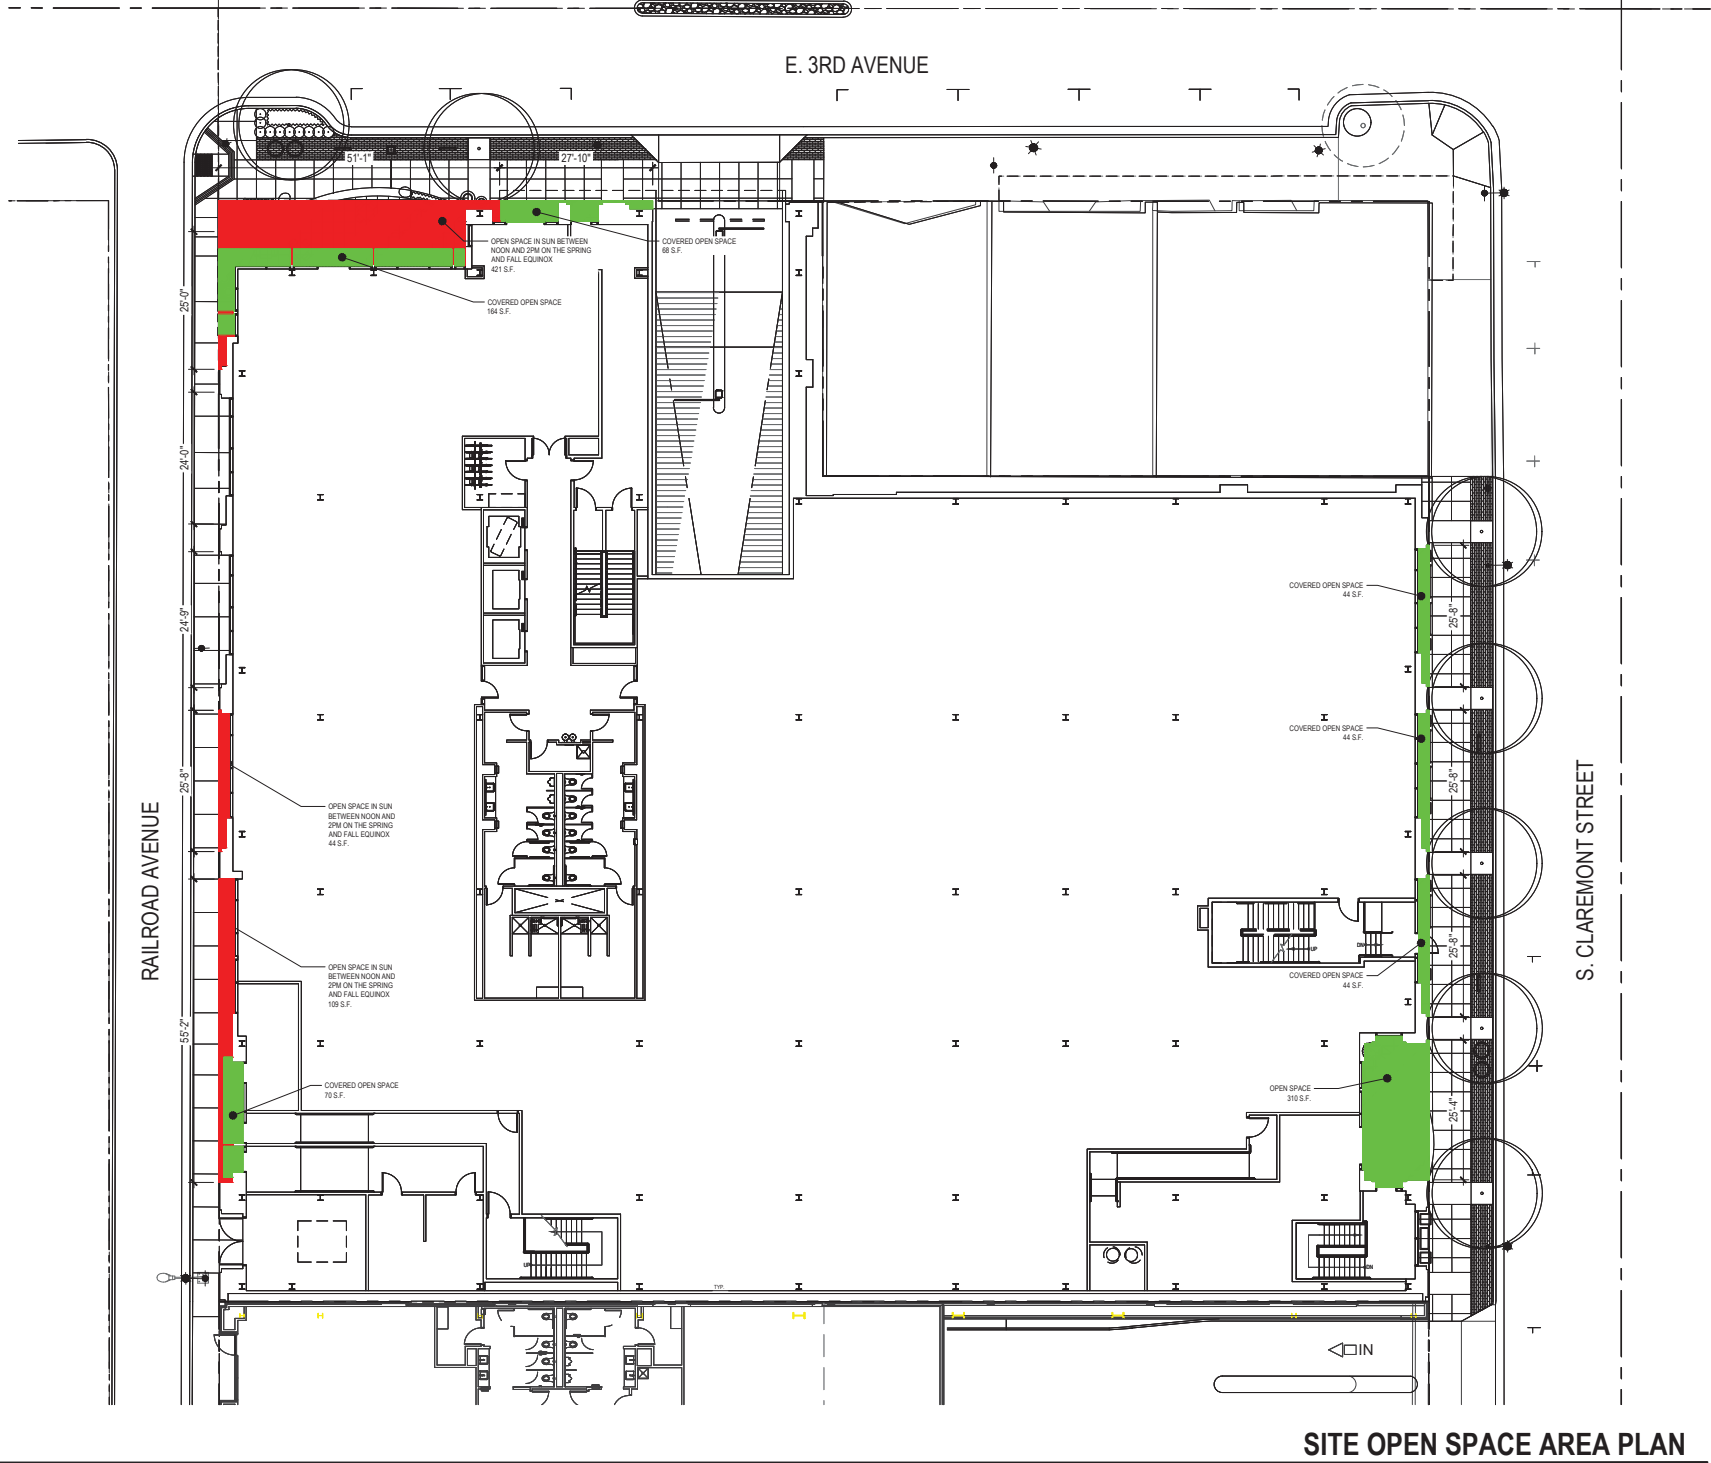 E. 3RD AVENUE
51'-1"
27'-10"
OPEN SPACE IN SUN BETWEEN
NOON AND 2PM ON THE SPRING
AND FALL EQUINOX
421 S.F.
COVERED OPEN SPACE
68 S.F.
COVERED OPEN SPACE
164 S.F.
25'-0"
24'-0"
24'-9"
25'-8"
55'-2"
RAILROAD AVENUE
OPEN SPACE IN SUN
BETWEEN NOON AND
2PM ON THE SPRING
AND FALL EQUINOX
44 S.F.
OPEN SPACE IN SUN
BETWEEN NOON AND
2PM ON THE SPRING
AND FALL EQUINOX
109 S.F.
COVERED OPEN SPACE
70 S.F.
COVERED OPEN SPACE
44 S.F.
COVERED OPEN SPACE
44 S.F.
COVERED OPEN SPACE
44 S.F.
OPEN SPACE
310 S.F.
25'-8"
25'-8"
25'-8"
25'-4"
S. CLAREMONT STREET
UP
DN
UP
DN
TYP.
IN
SITE OPEN SPACE AREA PLAN